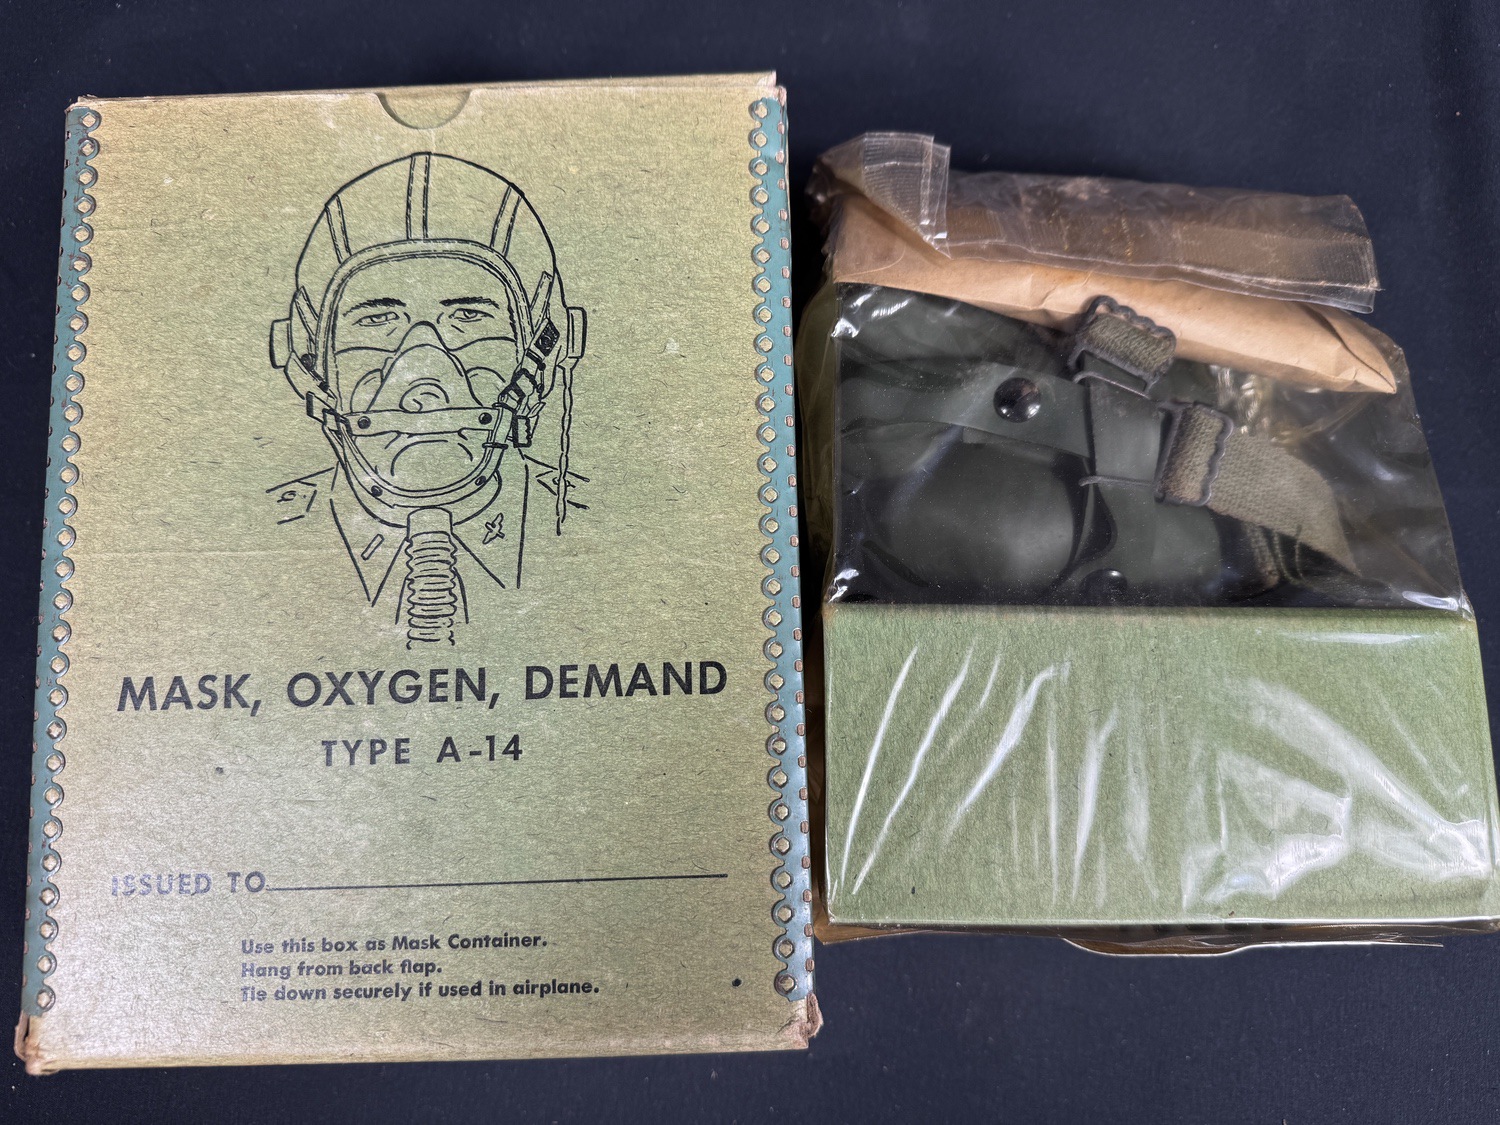 MASK, OXYGEN, DEMAND
TYPE A-14
ISSUED TO
Use this box as Mask Container.
Hang from back flap.
Tie down securely if used in airplane.